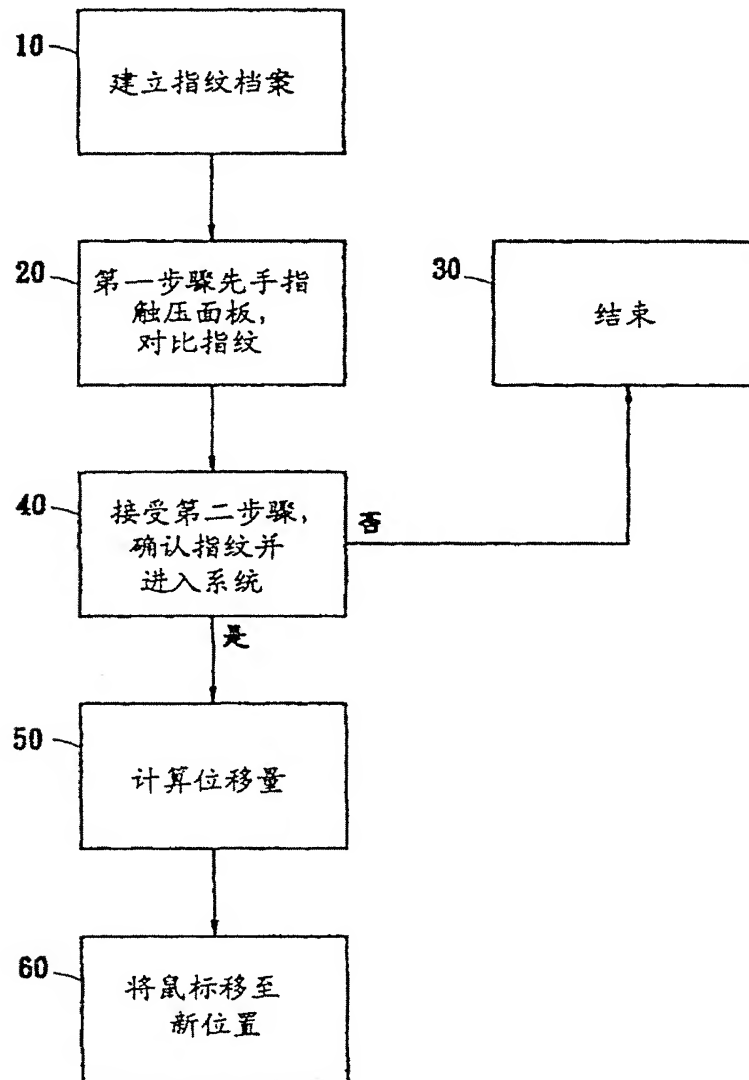 10
建立指纹档案
20
第一步骤先手指
触压面板，
对比指纹
30
结束
40
接受第二步骤，
确认指纹并
进入系统
否
是
50
计算位移量
60
将鼠标移至
新位置